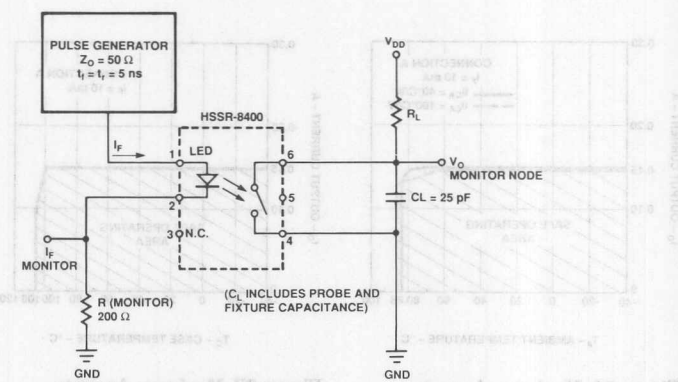 PULSE GENERATOR
Z_O = 50 Ω
t_f = t_r = 5 ns
V_DD
HSSR-8400
R_L
I_F
LED
1
6
V_O
MONITOR NODE
2
5
CL = 25 pF
3
N.C.
4
I_F
MONITOR
R (MONITOR)
200 Ω
(C_L INCLUDES PROBE AND
FIXTURE CAPACITANCE)
GND
GND